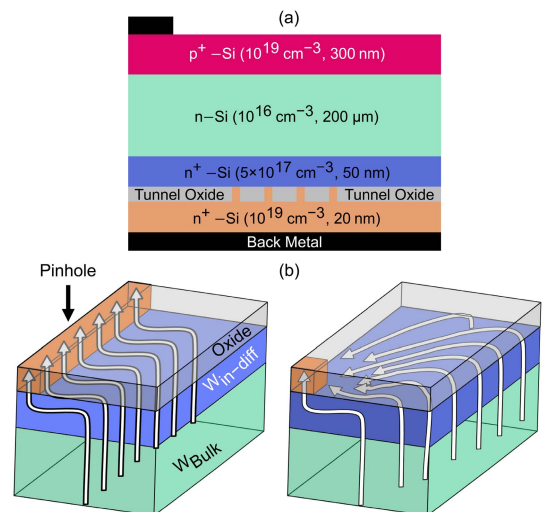 (a)
p⁺ −Si (10¹⁹ cm⁻³, 300 nm)
n−Si (10¹⁶ cm⁻³, 200 µm)
n⁺ −Si (5×10¹⁷ cm⁻³, 50 nm)
Tunnel Oxide Tunnel Oxide
n⁺ −Si (10¹⁹ cm⁻³, 20 nm)
Back Metal
Pinhole
(b)
Oxide
W_in−diff
W_Bulk